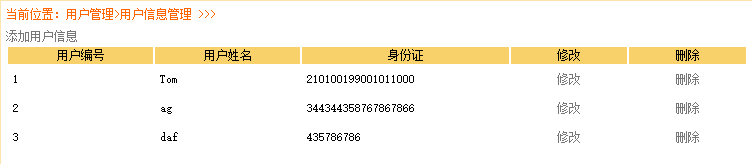 当前位置：用户管理>用户信息管理 >>>
添加用户信息
用户编号 用户姓名 身份证 修改 删除
1 Tom 210100199001011000 修改 删除
2 ag 344344358767867866 修改 删除
3 daf 435786786 修改 删除